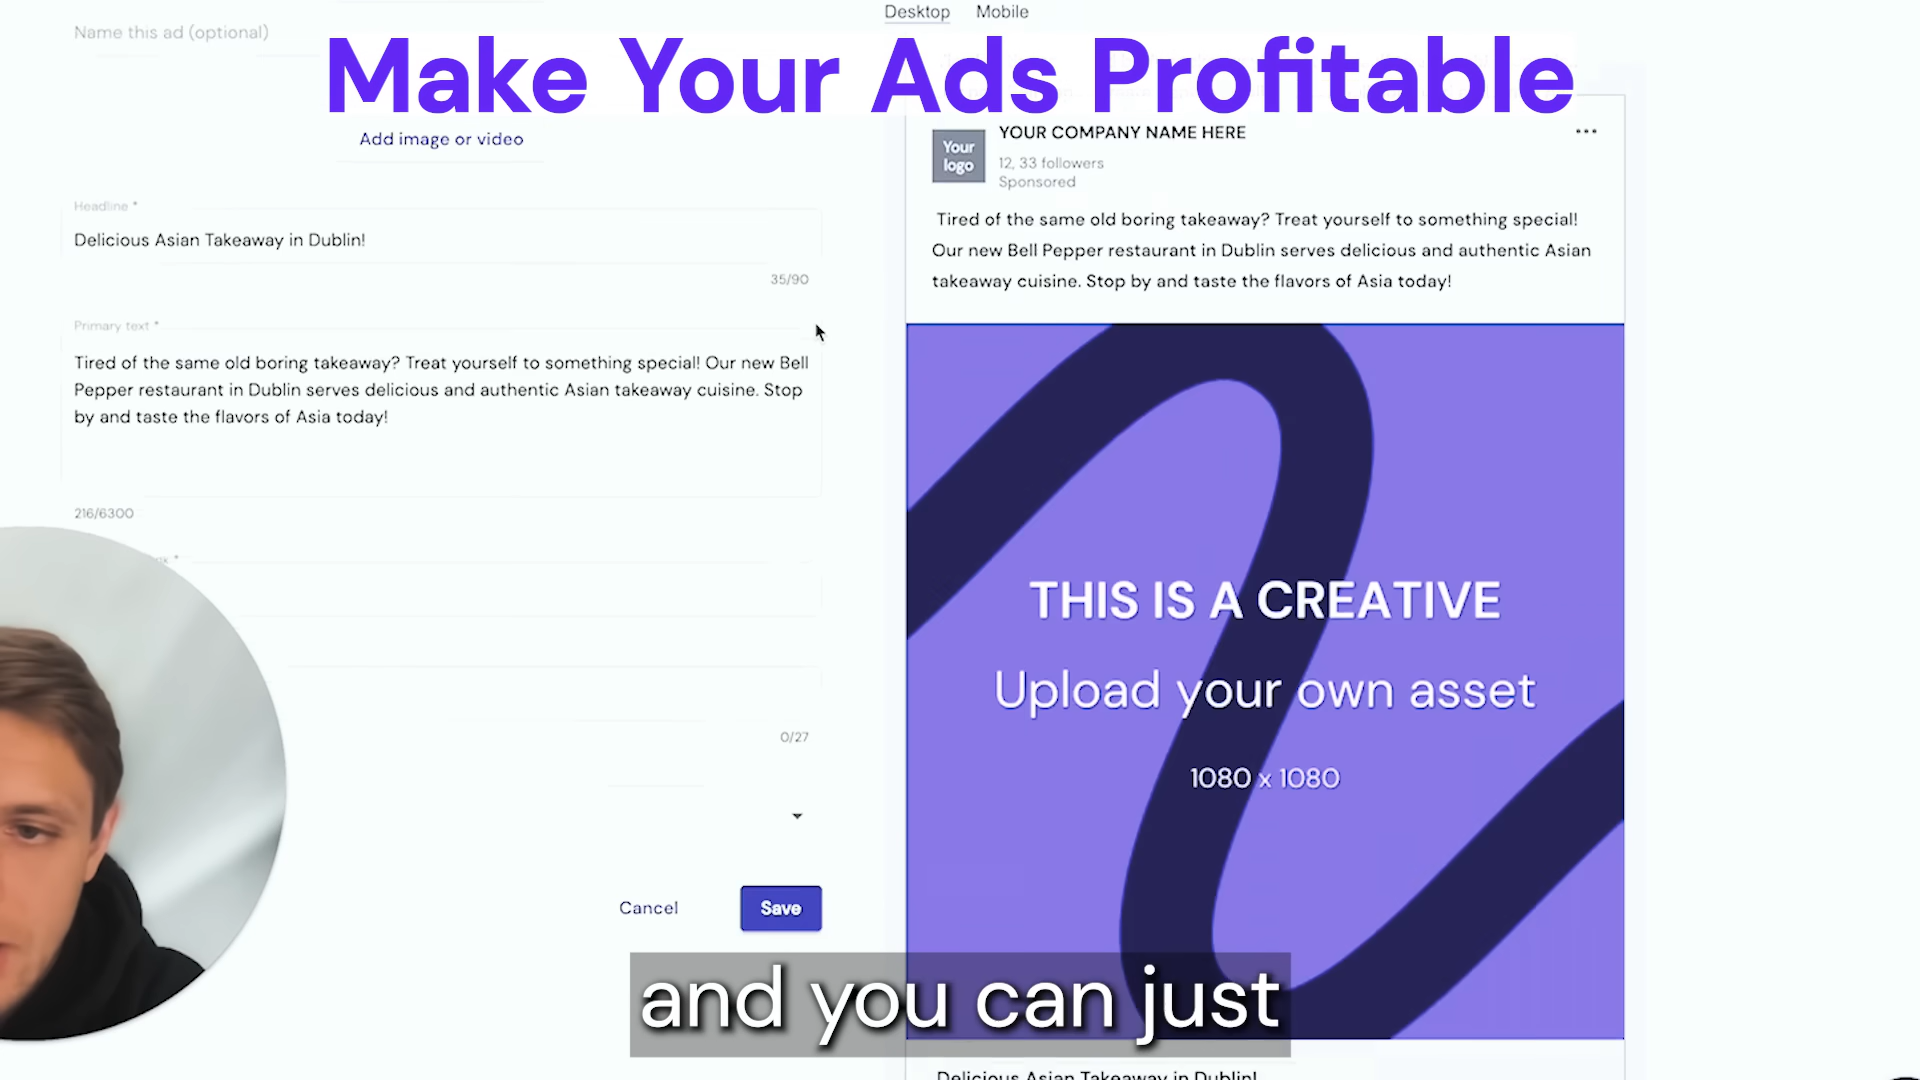 Desktop Mobile
Name this ad (optional)
Make Your Ads Profitable
Add image or video
Headline *
Delicious Asian Takeaway in Dublin!
35/90
Primary text *
Tired of the same old boring takeaway? Treat yourself to something special! Our new Bell
Pepper restaurant in Dublin serves delicious and authentic Asian takeaway cuisine. Stop
by and taste the flavors of Asia today!
216/6300
0/27
Cancel
Save
Your
logo
YOUR COMPANY NAME HERE
12, 33 followers
Sponsored
Tired of the same old boring takeaway? Treat yourself to something special!
Our new Bell Pepper restaurant in Dublin serves delicious and authentic Asian
takeaway cuisine. Stop by and taste the flavors of Asia today!
THIS IS A CREATIVE
Upload your own asset
1080 x 1080
Delicious Asian Takeaway in Dublin!
and you can just